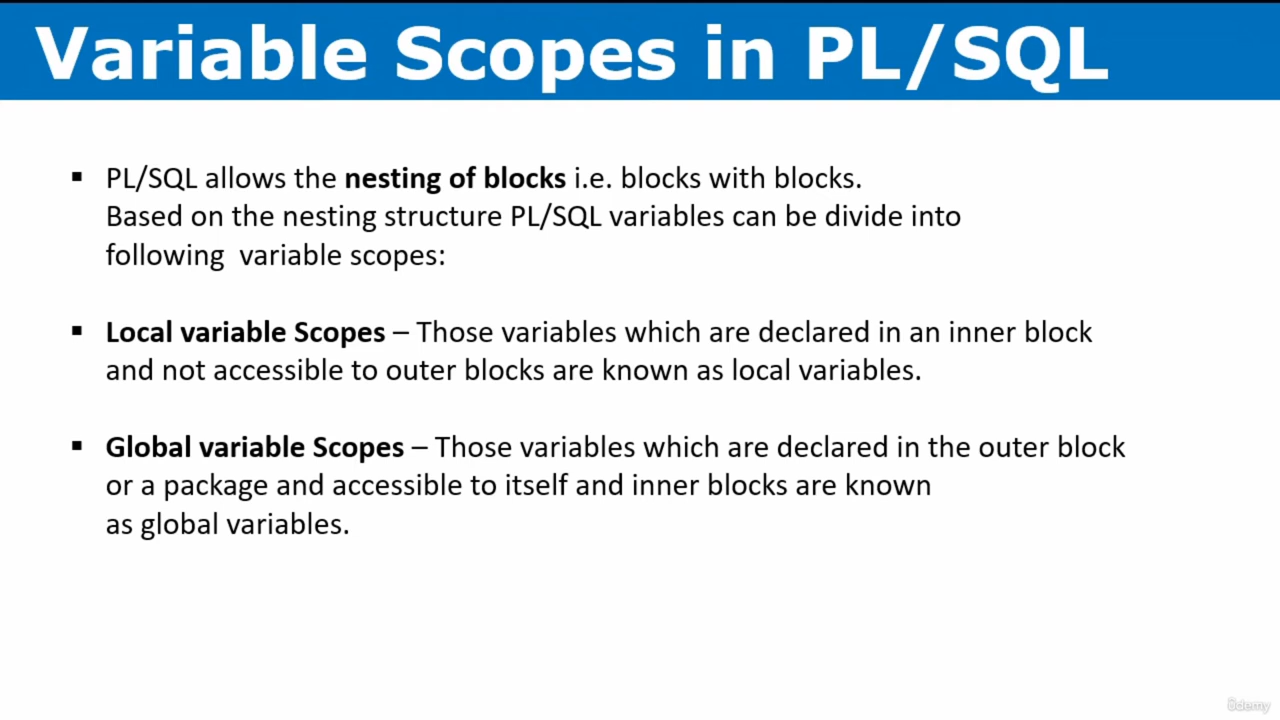 Variable Scopes in PL/SQL
▪ PL/SQL allows the nesting of blocks i.e. blocks with blocks.
Based on the nesting structure PL/SQL variables can be divide into
following  variable scopes:
▪ Local variable Scopes – Those variables which are declared in an inner block
and not accessible to outer blocks are known as local variables.
▪ Global variable Scopes – Those variables which are declared in the outer block
or a package and accessible to itself and inner blocks are known
as global variables.
ûdemy